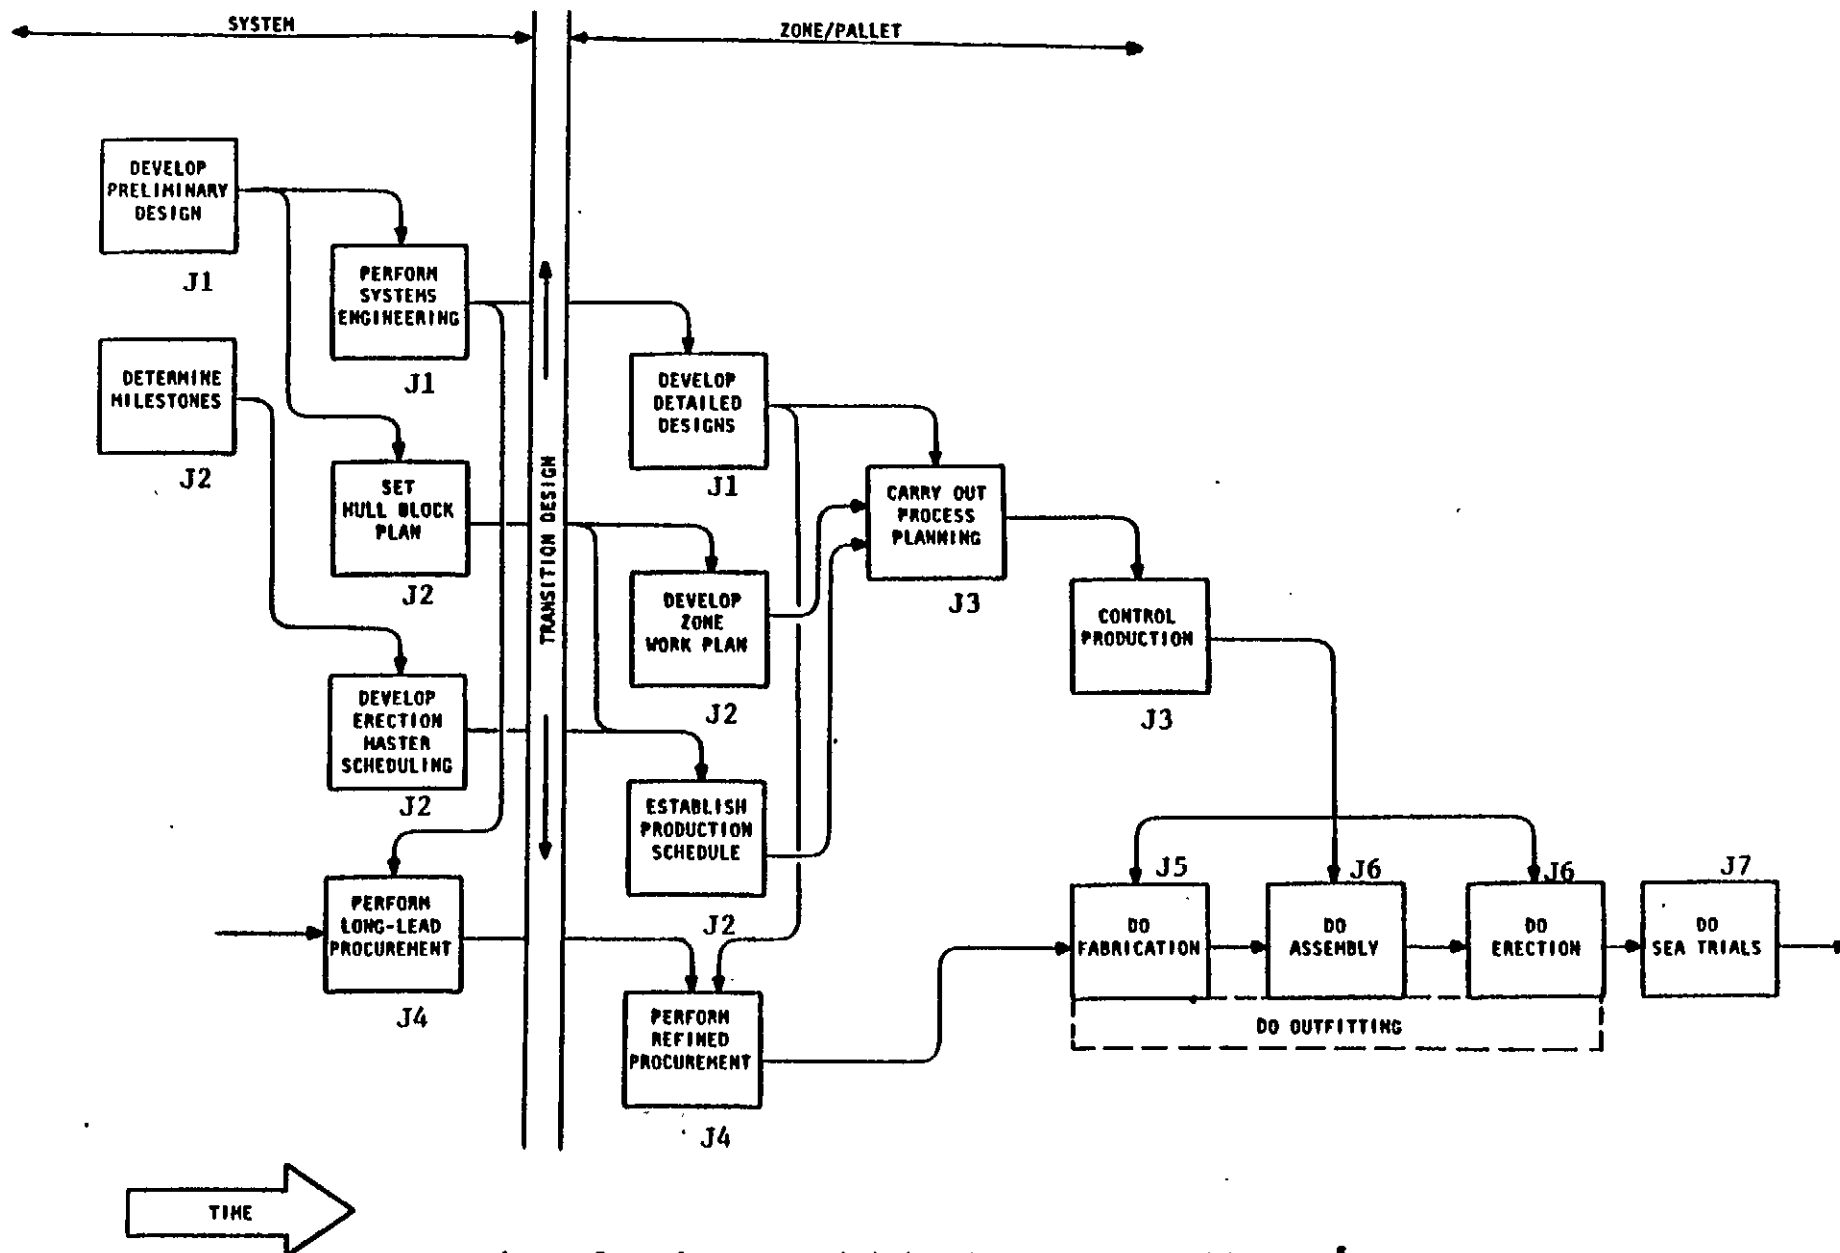 SYSTEM
ZONE/PALLET
DEVELOP
PRELIMINARY
DESIGN
J1
PERFORM
SYSTEMS
ENGINEERING
J1
DETERMINE
MILESTONES
J2
SET
HULL BLOCK
PLAN
J2
DEVELOP
ERECTION
MASTER
SCHEDULING
J2
PERFORM
LONG-LEAD
PROCUREMENT
J4
TRANSITION DESIGN
DEVELOP
DETAILED
DESIGNS
J1
DEVELOP
ZONE
WORK PLAN
J2
ESTABLISH
PRODUCTION
SCHEDULE
J2
PERFORM
REFINED
PROCUREMENT
J4
CARRY OUT
PROCESS
PLANNING
J3
CONTROL
PRODUCTION
J3
J5
DO
FABRICATION
J6
DO
ASSEMBLY
J6
DO
ERECTION
J7
DO
SEA TRIALS
DO OUTFITTING
TIME